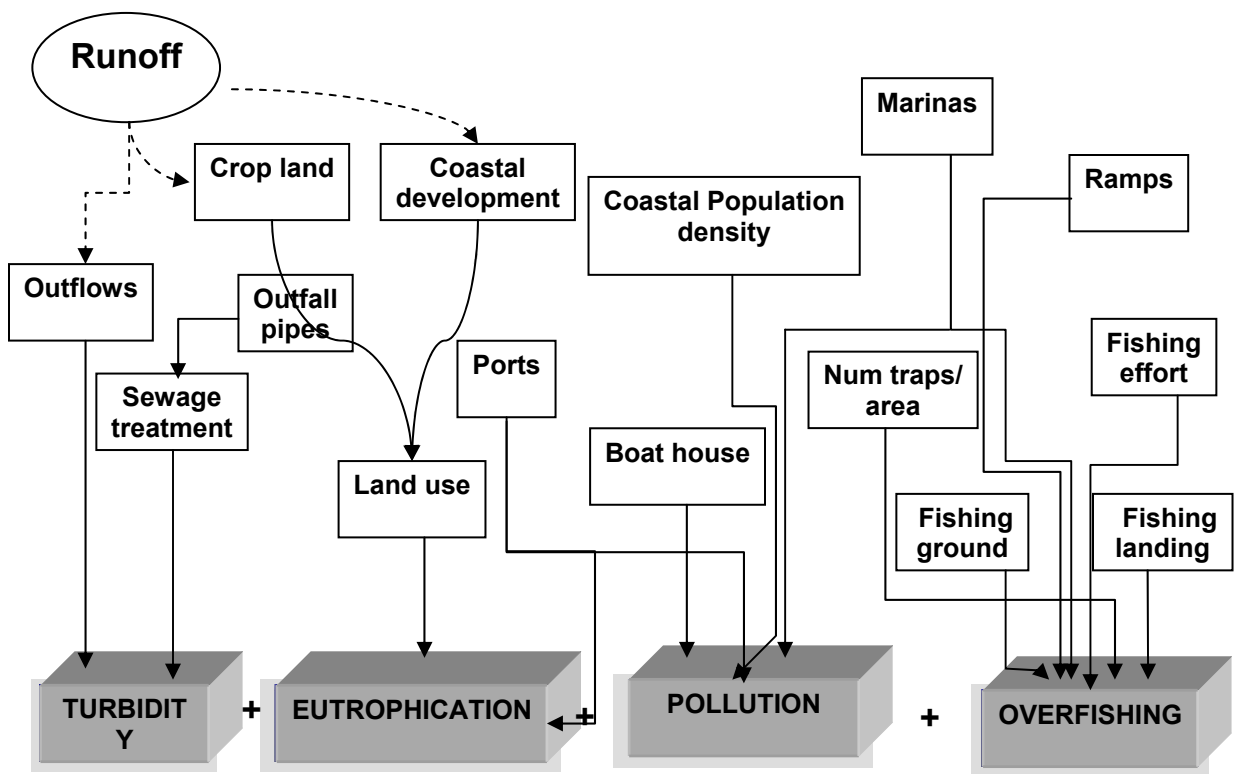 Runoff
Marinas
Crop land
Coastal
development
Ramps
Coastal Population
density
Outflows
Outfall
pipes
Fishing
effort
Ports
Num traps/
area
Sewage
treatment
Boat house
Land use
Fishing
ground
Fishing
landing
TURBIDIT
Y
+
EUTROPHICATION
+
POLLUTION
+
OVERFISHING